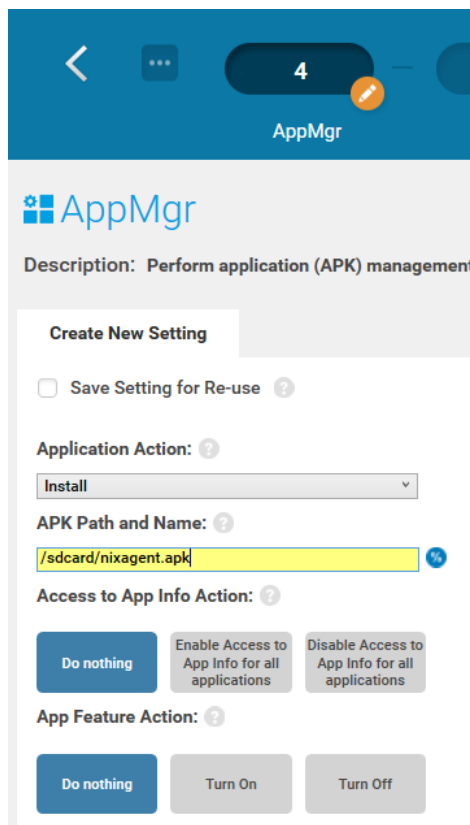 4
AppMgr
AppMgr
Description: Perform application (APK) management
Create New Setting
Save Setting for Re-use ?
Application Action: ?
Install
APK Path and Name: ?
/sdcard/nixagent.apk
%
Access to App Info Action: ?
Do nothing
Enable Access to
App Info for all
applications
Disable Access to
App Info for all
applications
App Feature Action: ?
Do nothing
Turn On
Turn Off